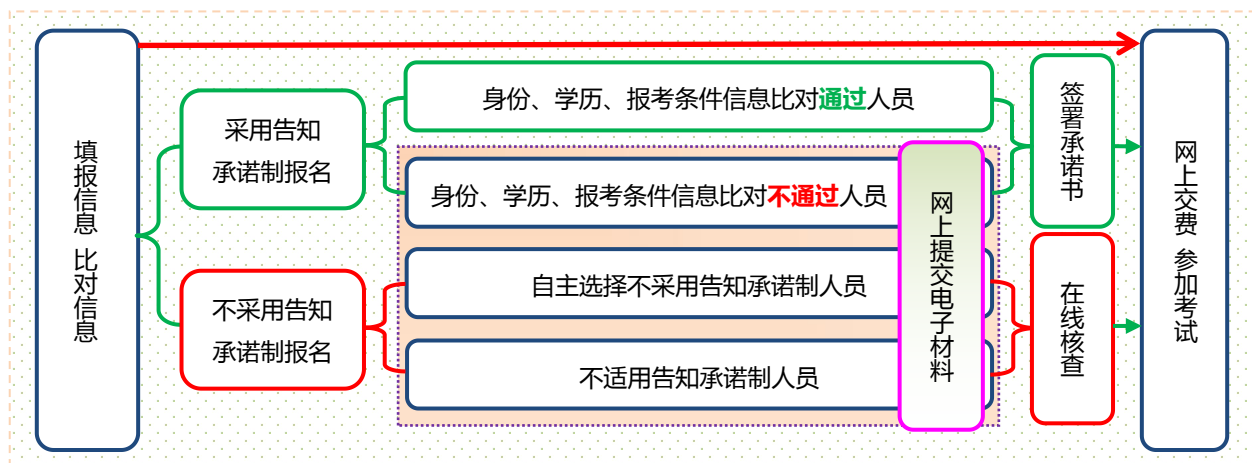 填报信息 比对信息
采用告知
承诺制报名
不采用告知
承诺制报名
身份、学历、报考条件信息比对通过人员
身份、学历、报考条件信息比对不通过人员
自主选择不采用告知承诺制人员
不适用告知承诺制人员
网上提交电子材料
签署承诺书
在线核查
网上交费 参加考试